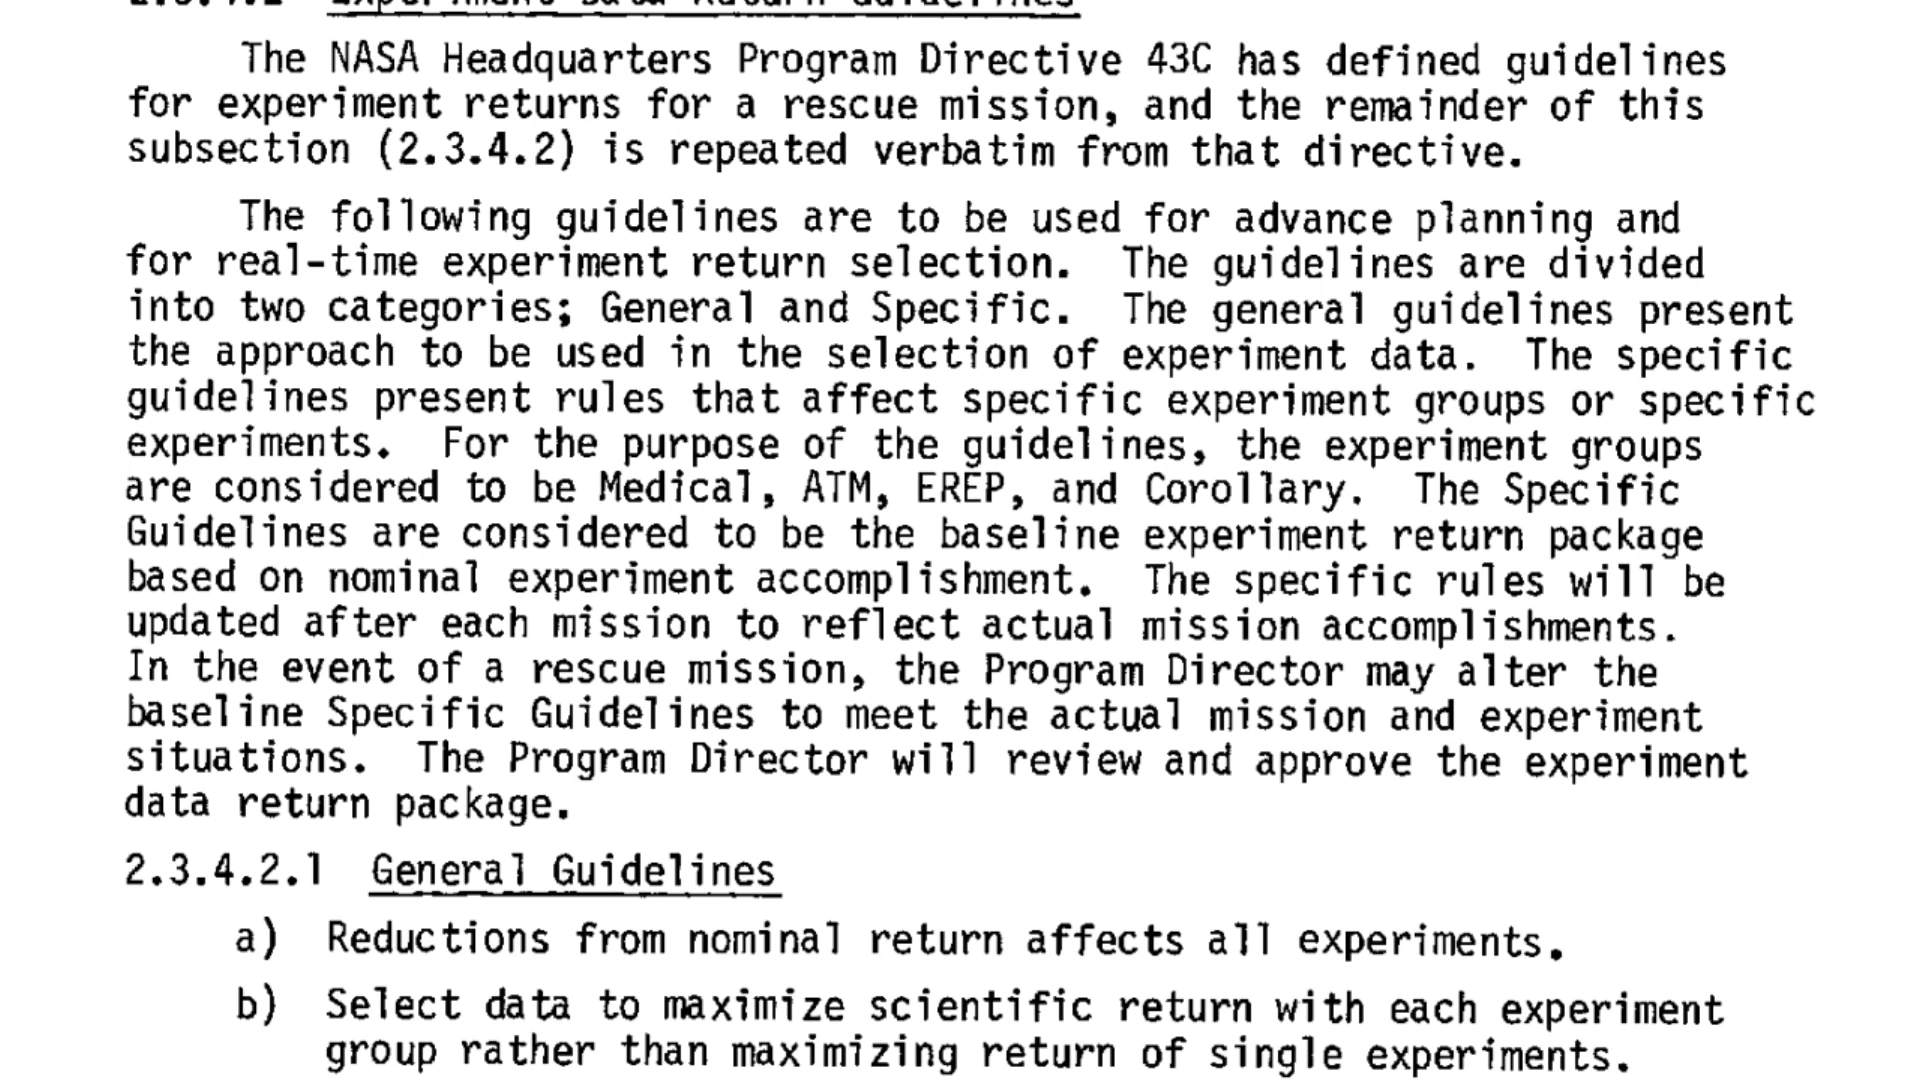 2.3.4.2 Experiment Data Return Guidelines
The NASA Headquarters Program Directive 43C has defined guidelines
for experiment returns for a rescue mission, and the remainder of this
subsection (2.3.4.2) is repeated verbatim from that directive.
The following guidelines are to be used for advance planning and
for real-time experiment return selection. The guidelines are divided
into two categories; General and Specific. The general guidelines present
the approach to be used in the selection of experiment data. The specific
guidelines present rules that affect specific experiment groups or specific
experiments. For the purpose of the guidelines, the experiment groups
are considered to be Medical, ATM, EREP, and Corollary. The Specific
Guidelines are considered to be the baseline experiment return package
based on nominal experiment accomplishment. The specific rules will be
updated after each mission to reflect actual mission accomplishments.
In the event of a rescue mission, the Program Director may alter the
baseline Specific Guidelines to meet the actual mission and experiment
situations. The Program Director will review and approve the experiment
data return package.
2.3.4.2.1 General Guidelines
a) Reductions from nominal return affects all experiments.
b) Select data to maximize scientific return with each experiment
group rather than maximizing return of single experiments.